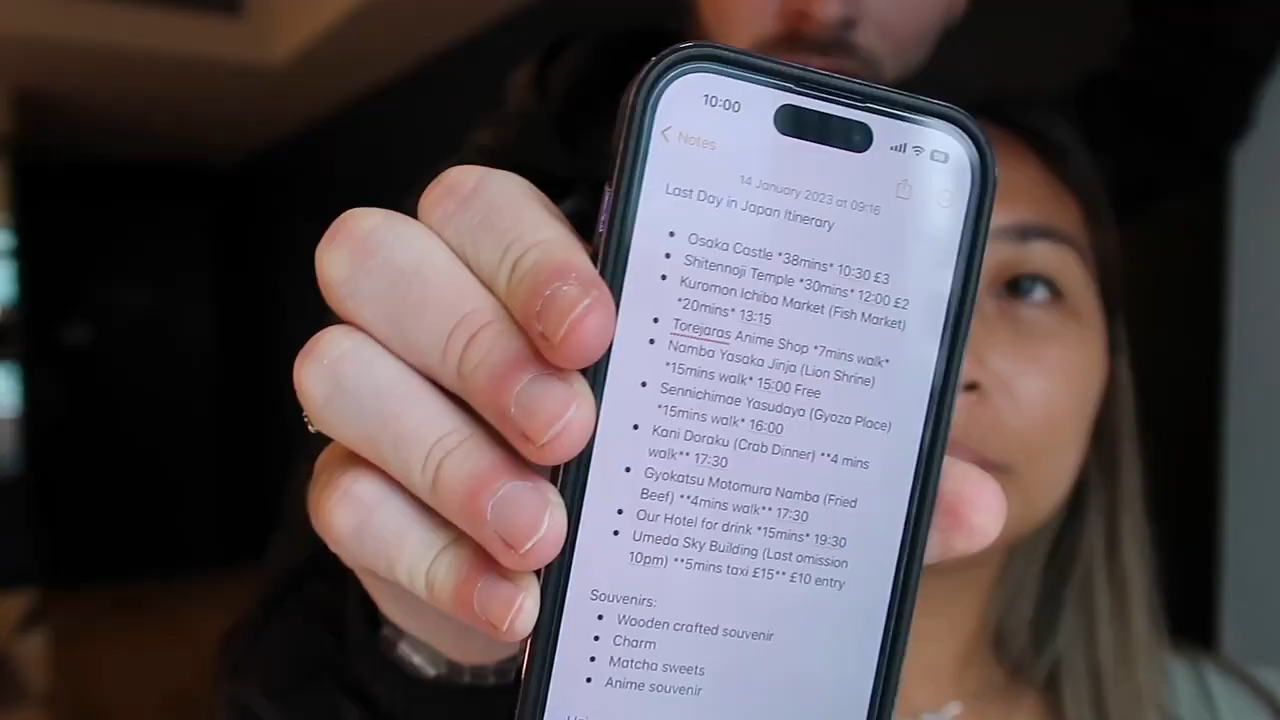 10:00
Notes
14 January 2023 at 09:16
Last Day in Japan Itinerary
• Osaka Castle *38mins* 10:30 £3
• Shitennoji Temple *30mins* 12:00 £2
• Kuromon Ichiba Market (Fish Market)
*20mins* 13:15
• Torejaras Anime Shop *7mins walk*
• Namba Yasaka Jinja (Lion Shrine)
*15mins walk* 15:00 Free
• Sennichimae Yasudaya (Gyoza Place)
*15mins walk* 16:00
• Kani Doraku (Crab Dinner) **4 mins
walk** 17:30
• Gyokatsu Motomura Namba (Fried
Beef) **4mins walk** 17:30
• Our Hotel for drink *15mins* 19:30
• Umeda Sky Building (Last omission
10pm) **5mins taxi £15** £10 entry
Souvenirs:
• Wooden crafted souvenir
• Charm
• Matcha sweets
• Anime souvenir